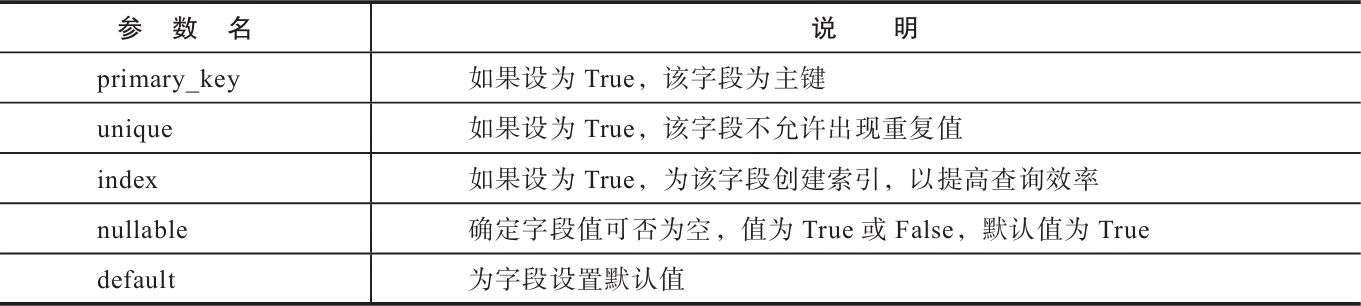 参 数 名 说 明
primary_key 如果设为 True，该字段为主键
unique 如果设为 True，该字段不允许出现重复值
index 如果设为 True，为该字段创建索引，以提高查询效率
nullable 确定字段值可否为空，值为 True 或 False，默认值为 True
default 为字段设置默认值